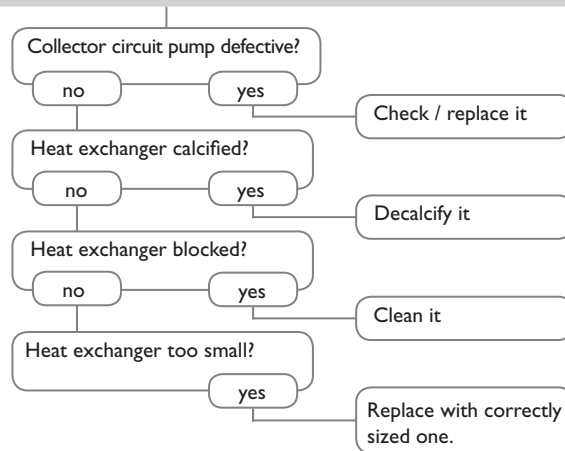 Collector circuit pump defective?
no
yes
Check / replace it
Heat exchanger calcified?
no
yes
Decalcify it
Heat exchanger blocked?
no
yes
Clean it
Heat exchanger too small?
yes
Replace with correctly
sized one.